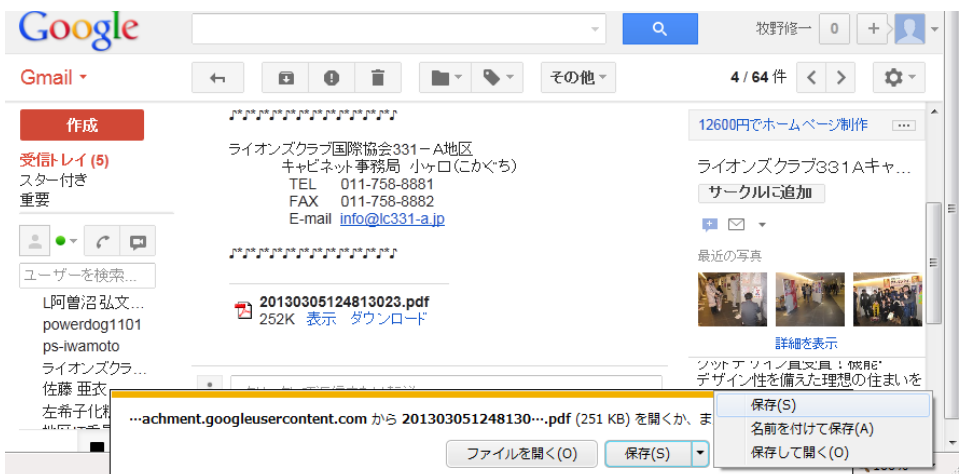 Google
牧野修一 0 +
Gmail
その他
4 / 64 件
作成
受信トレイ (5)
スター付き
重要
ユーザーを検索...
L阿曽沼弘文...
powerdog1101
ps-iwamoto
ライオンズクラ...
佐藤 亜衣
左希子化粧
ライオンズクラブ国際協会331－A地区
キャビネット事務局 小ヶ口(こがぐち)
TEL 011-758-8881
FAX 011-758-8882
E-mail info@lc331-a.jp
20130305124813023.pdf
252K 表示 ダウンロード
12600円でホームページ制作
ライオンズクラブ331Aキャ...
サークルに追加
最近の写真
詳細を表示
デザイン性を備えた理想の住まいを
…achment.googleusercontent.com から 201303051248130….pdf (251 KB) を開くか、ま
ファイルを開く(O)
保存(S)
保存(S)
名前を付けて保存(A)
保存して開く(O)